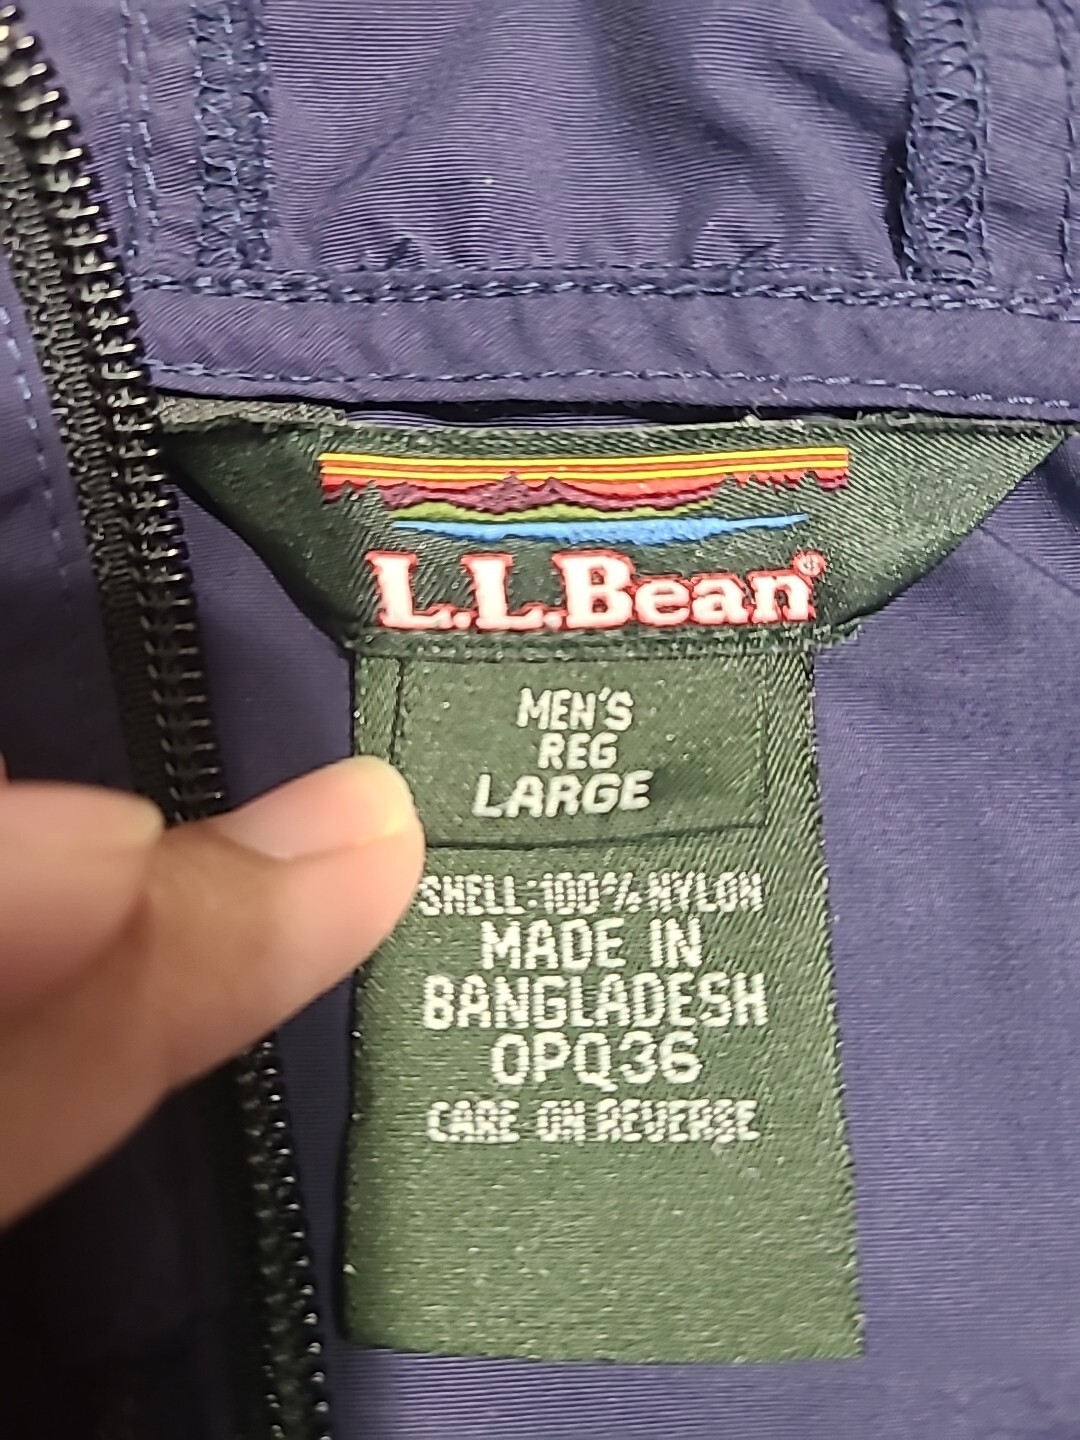 L.L.Bean®
MEN'S
REG
LARGE
SHELL:100% NYLON
MADE IN
BANGLADESH
OPQ36
CARE ON REVERSE